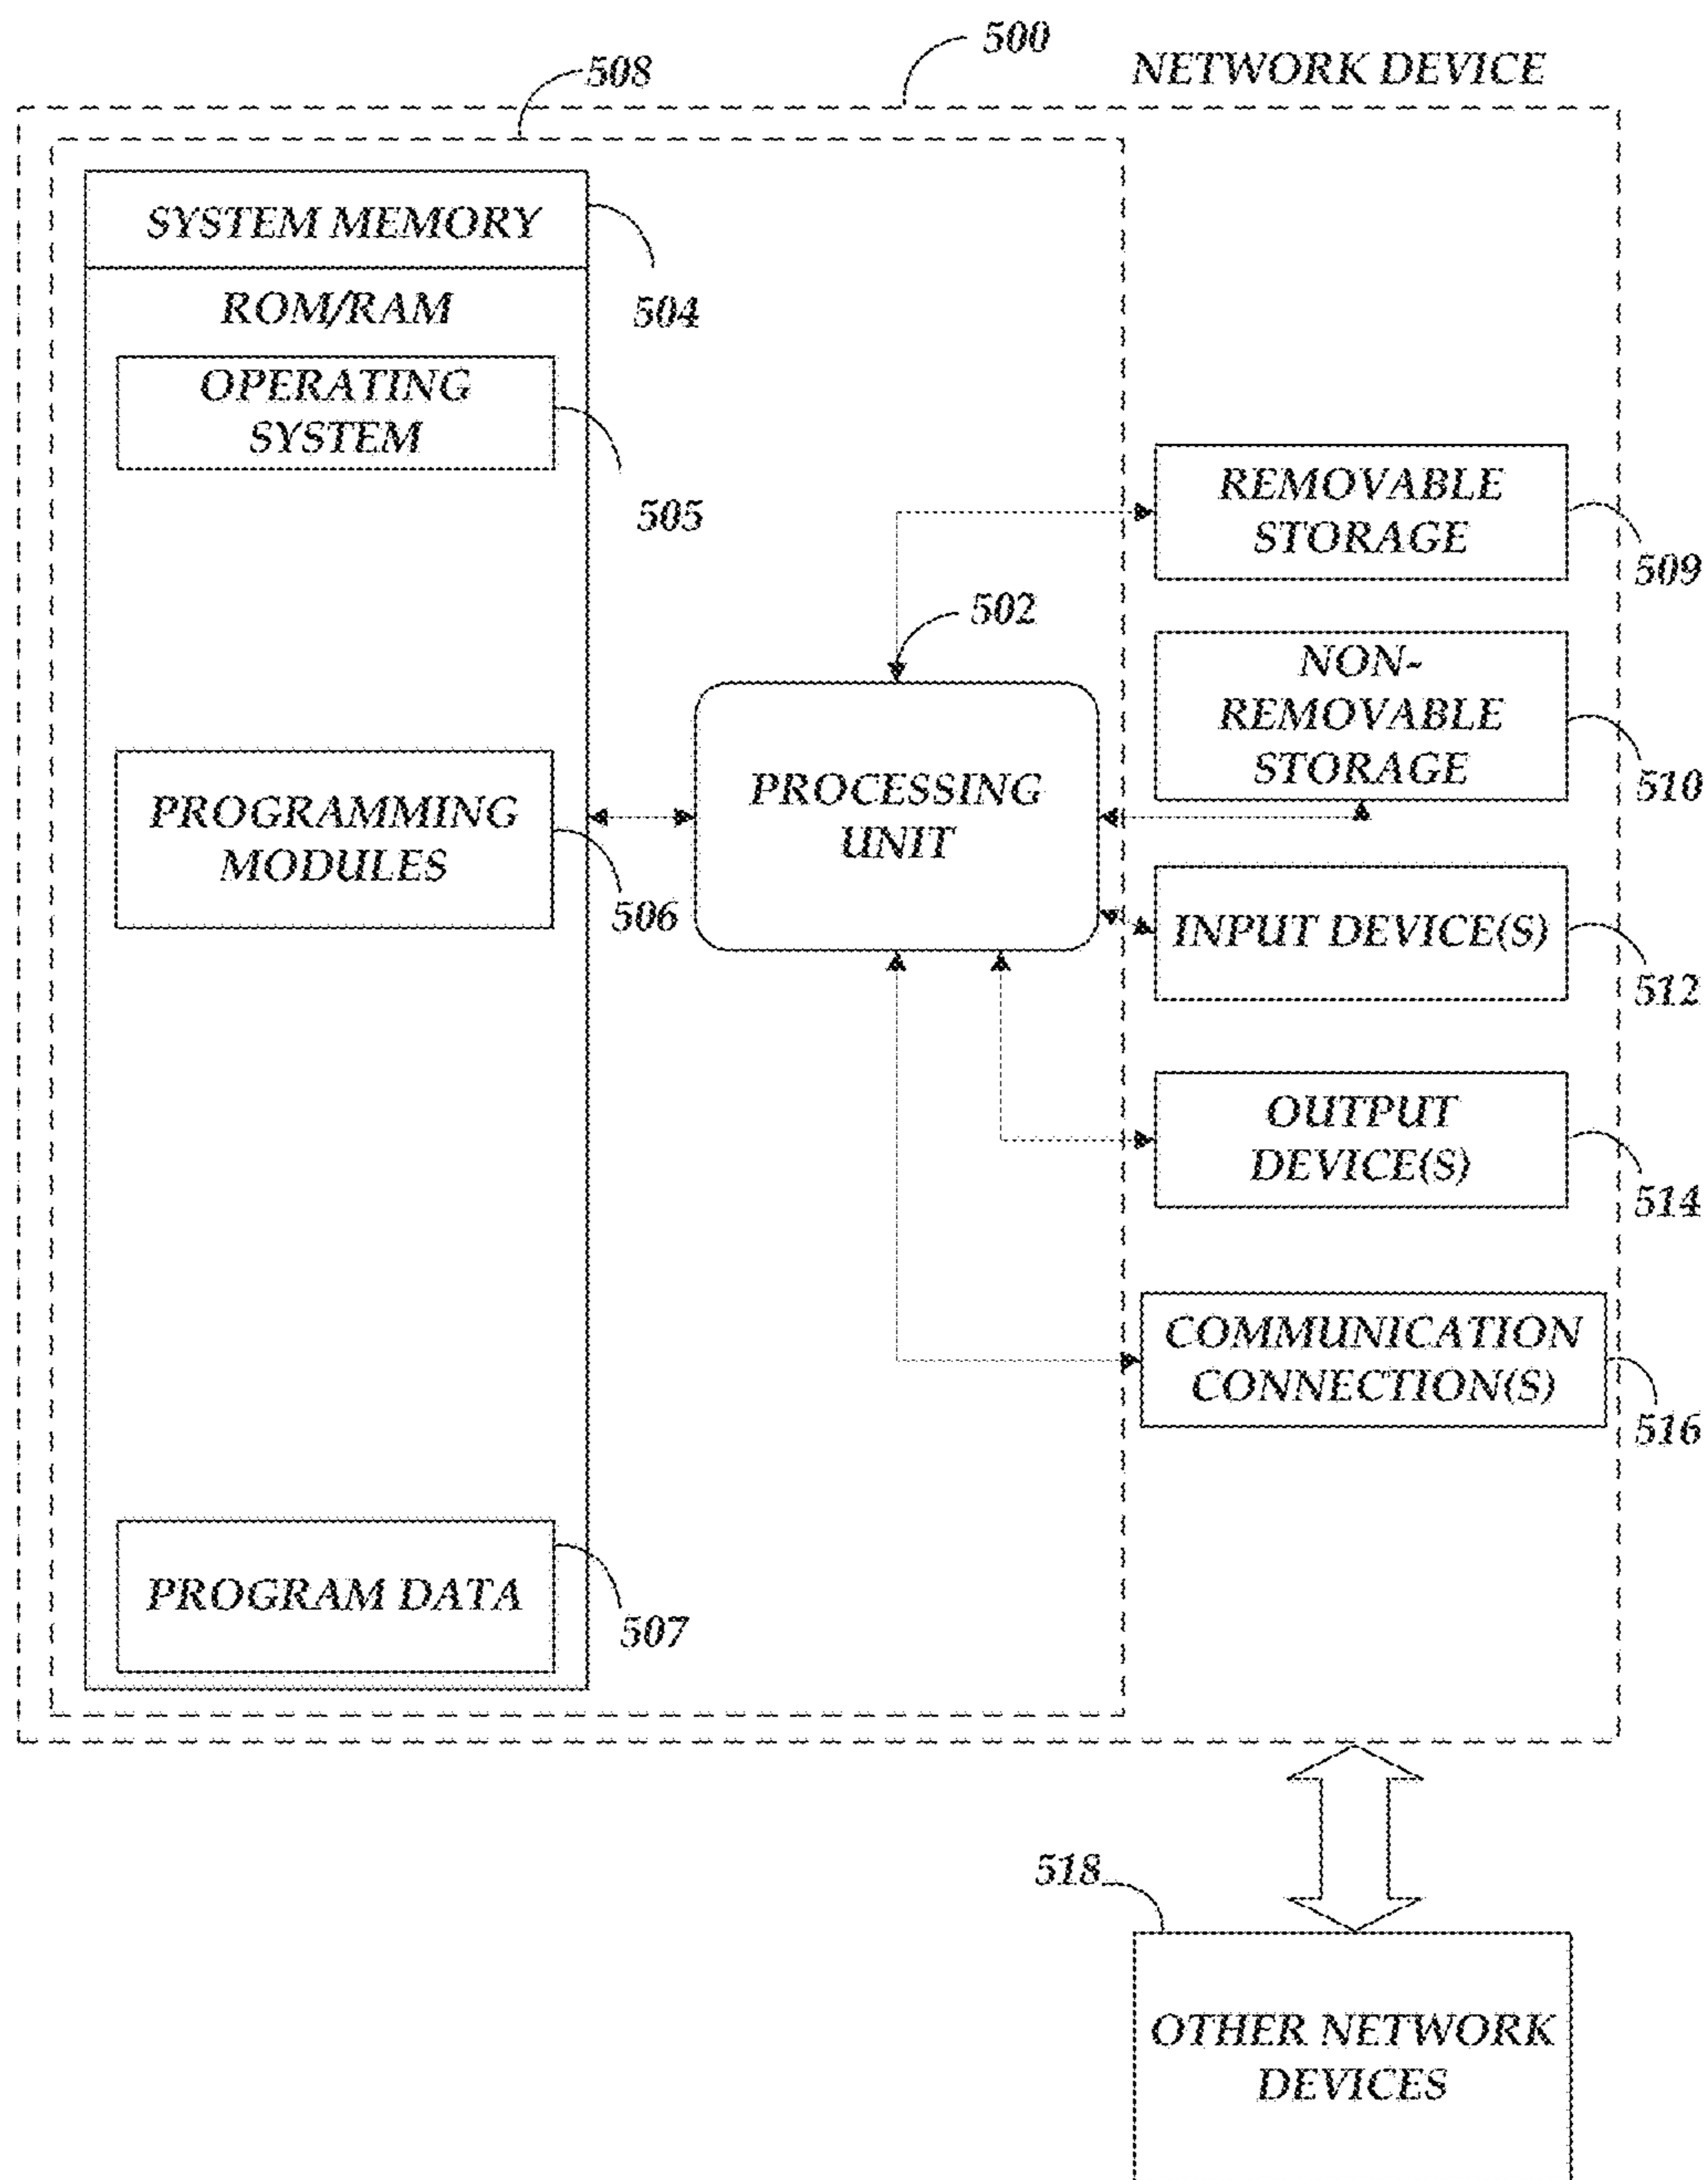 500
NETWORK DEVICE
508
SYSTEM MEMORY
504
ROM/RAM
OPERATING
SYSTEM
505
REMOVABLE
STORAGE
509
502
NON-
REMOVABLE
STORAGE
510
PROCESSING
UNIT
PROGRAMMING
MODULES
506
INPUT DEVICE(S)
512
OUTPUT
DEVICE(S)
514
COMMUNICATION
CONNECTION(S)
516
PROGRAM DATA
507
518
OTHER NETWORK
DEVICES